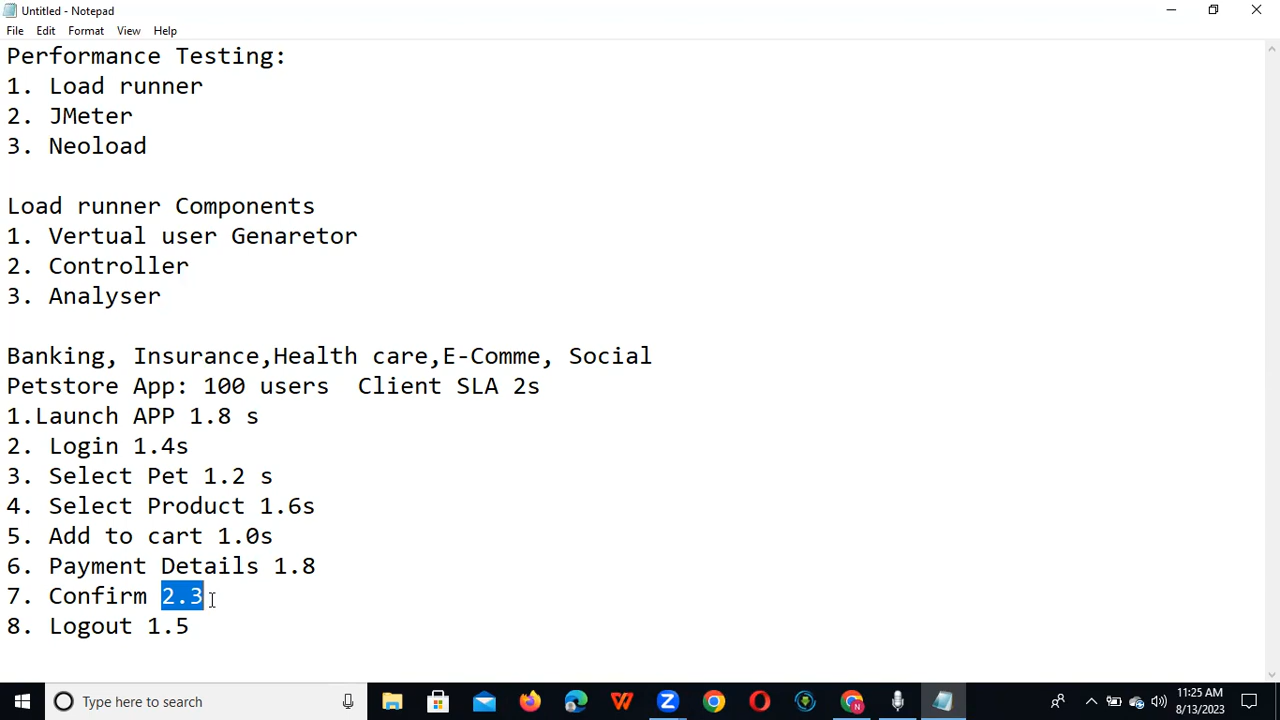 Untitled - Notepad
File Edit Format View Help
Performance Testing:
1. Load runner
2. JMeter
3. Neoload
Load runner Components
1. Vertual user Genaretor
2. Controller
3. Analyser
Banking, Insurance,Health care,E-Comme, Social
Petstore App: 100 users  Client SLA 2s
1.Launch APP 1.8 s
2. Login 1.4s
3. Select Pet 1.2 s
4. Select Product 1.6s
5. Add to cart 1.0s
6. Payment Details 1.8
7. Confirm 2.3
8. Logout 1.5
Type here to search
11:25 AM
8/13/2023